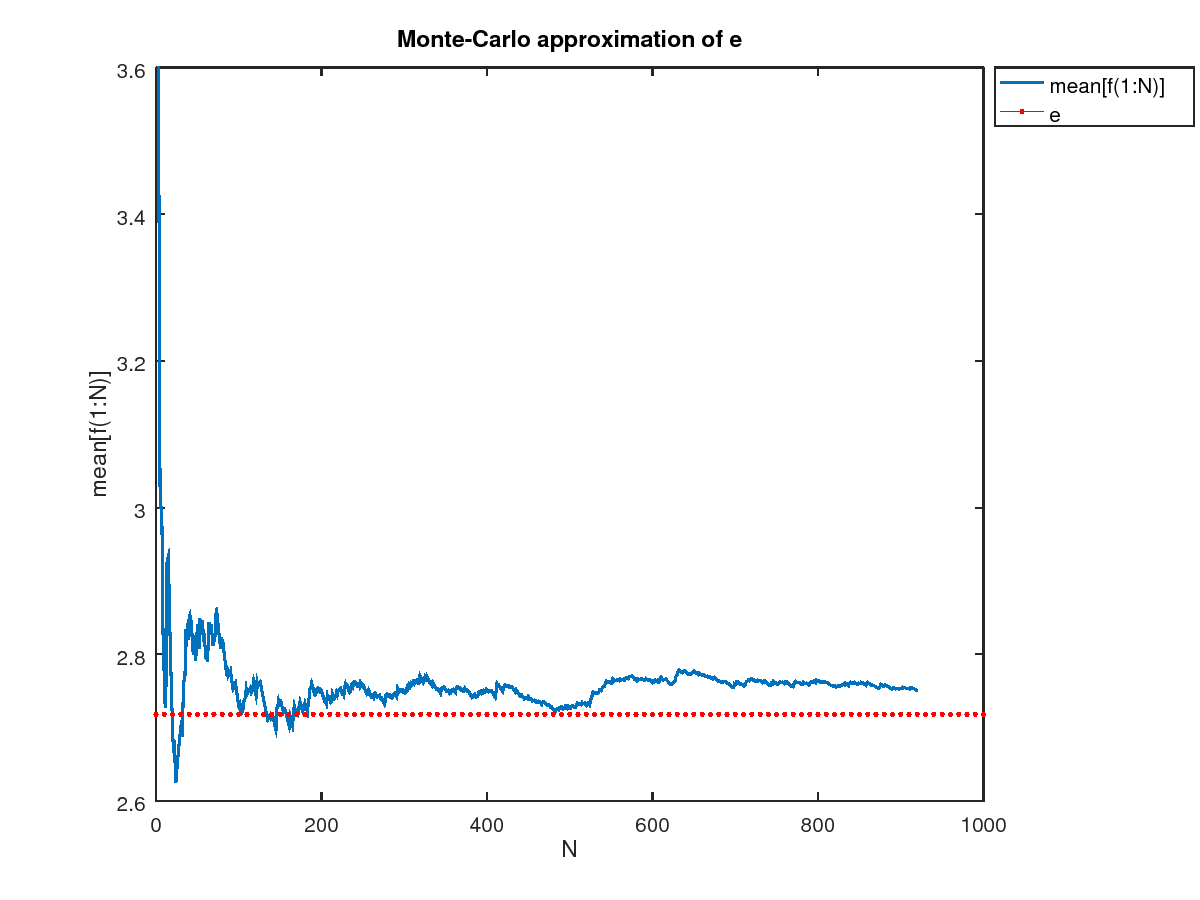 Monte-Carlo approximation of e
mean[f(1:N)]
e
3.6
3.4
3.2
3
2.8
2.6
mean[f(1:N)]
0 200 400 600 800 1000
N